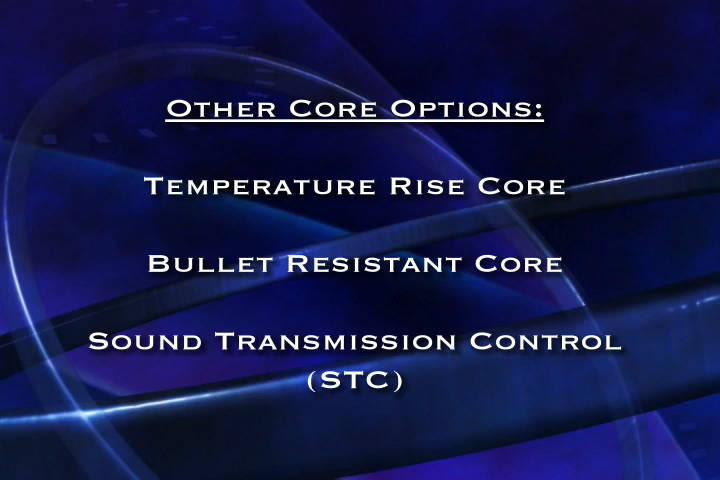 Other Core Options:
Temperature Rise Core
Bullet Resistant Core
Sound Transmission Control
(STC)